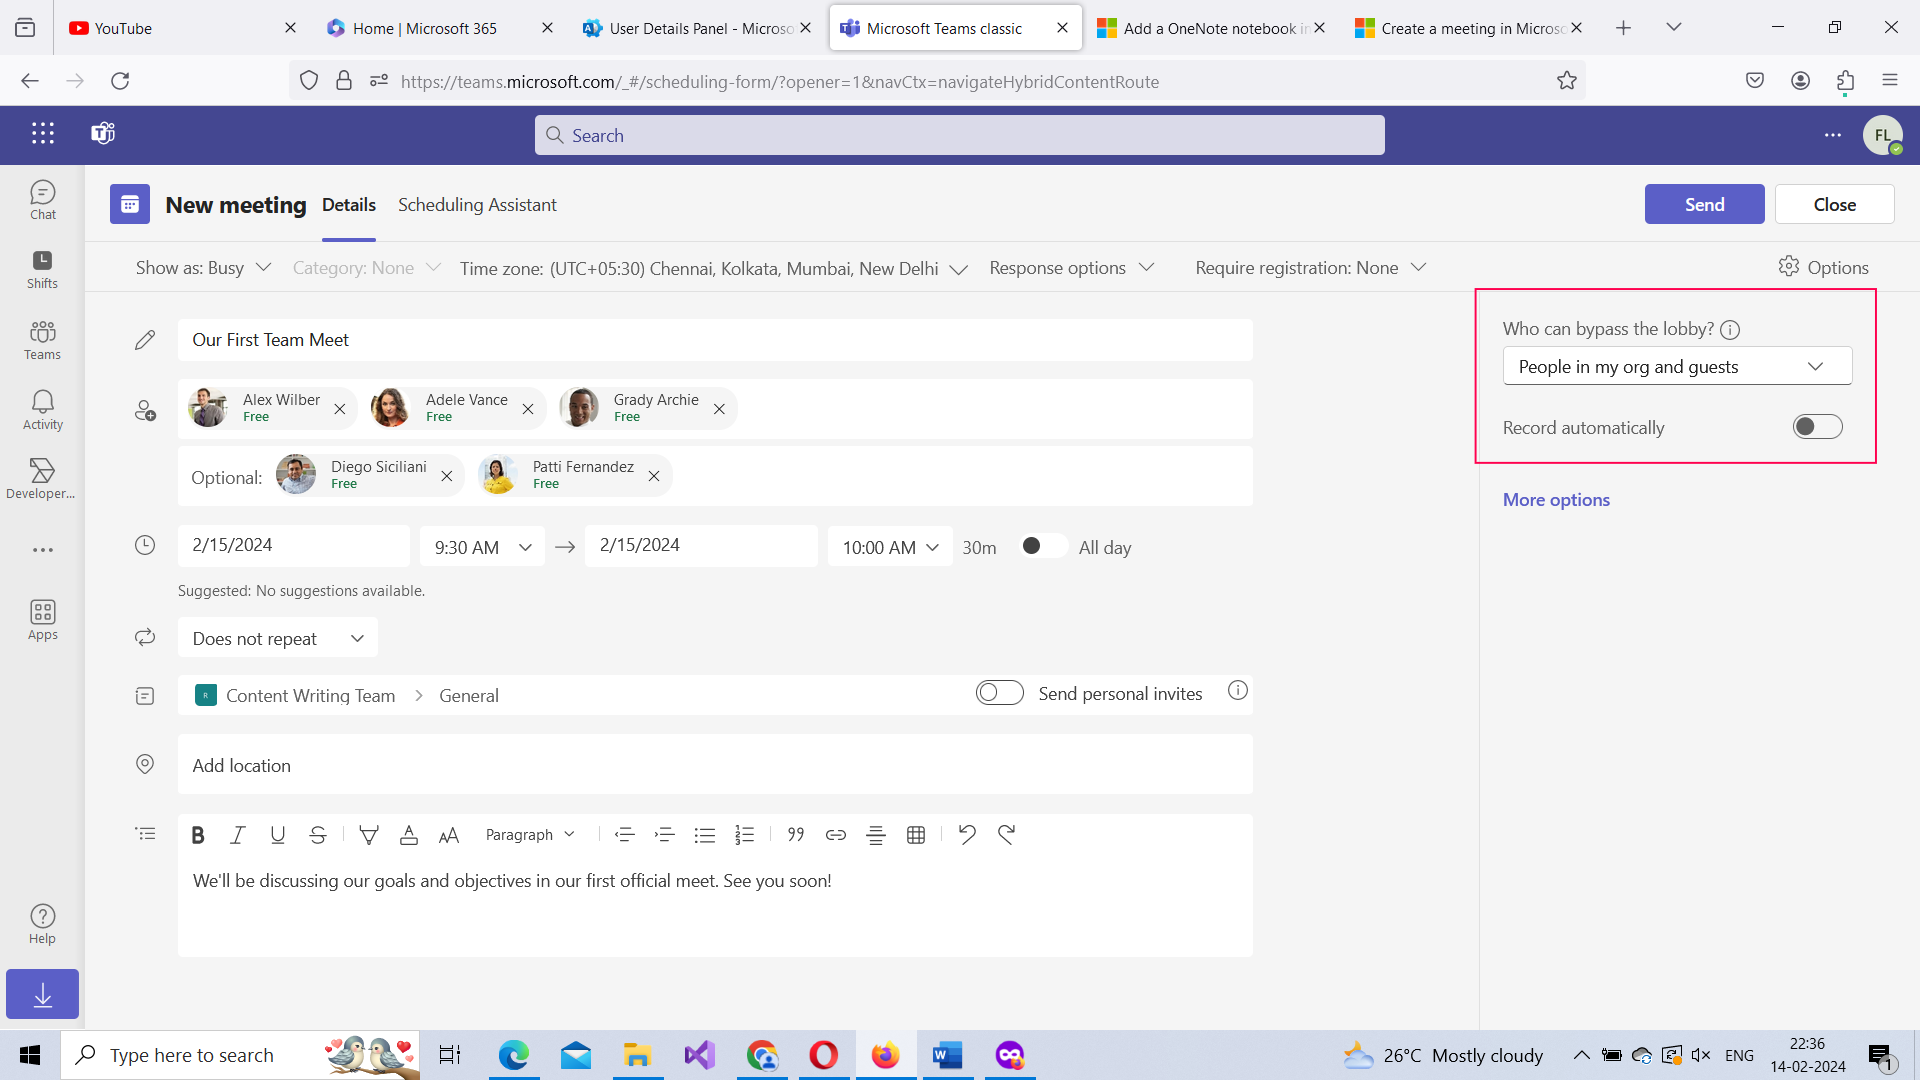 YouTube
Home | Microsoft 365
User Details Panel - Microso
Microsoft Teams classic
Add a OneNote notebook in
Create a meeting in Microso
https://teams.microsoft.com/_#/scheduling-form/?opener=1&navCtx=navigateHybridContentRoute
Search
FL
Chat
Shifts
Teams
Activity
Developer...
Apps
Help
New meeting
Details
Scheduling Assistant
Send
Close
Show as: Busy
Category: None
Time zone: (UTC+05:30) Chennai, Kolkata, Mumbai, New Delhi
Response options
Require registration: None
Options
Our First Team Meet
Alex Wilber
Free
Adele Vance
Free
Grady Archie
Free
Optional:
Diego Siciliani
Free
Patti Fernandez
Free
2/15/2024
9:30 AM
2/15/2024
10:00 AM
30m
All day
Suggested: No suggestions available.
Does not repeat
R
Content Writing Team
General
Send personal invites
Add location
Paragraph
We'll be discussing our goals and objectives in our first official meet. See you soon!
Who can bypass the lobby?
People in my org and guests
Record automatically
More options
Type here to search
26°C Mostly cloudy
ENG
22:36
14-02-2024
1